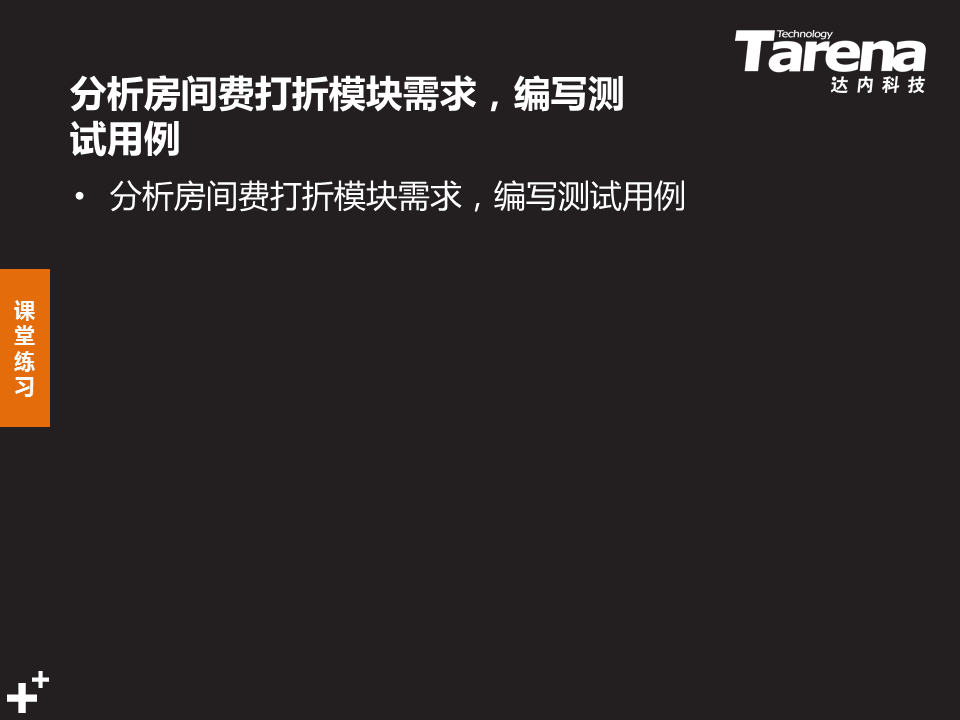 Technology
Tarena
达内科技
分析房间费打折模块需求，编写测
试用例
• 分析房间费打折模块需求，编写测试用例
课
堂
练
习